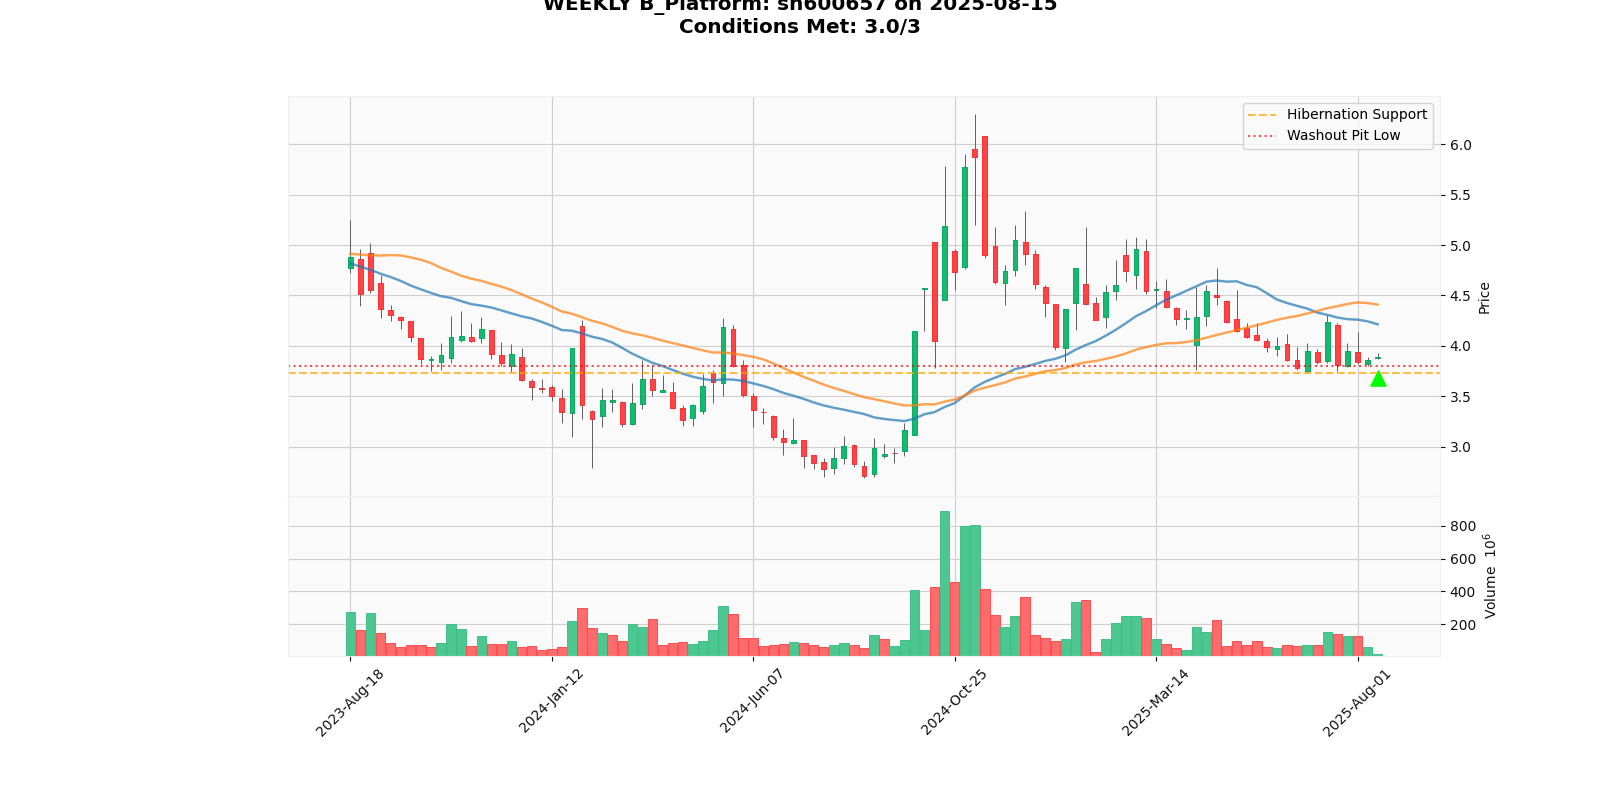 WEEKLY B_Platform: sh600657 on 2025-08-15
Conditions Met: 3.0/3
Hibernation Support
Washout Pit Low
6.0
5.5
5.0
4.5
4.0
3.5
3.0
Price
800
600
400
200
Volume 10⁶
2023-Aug-18
2024-Jan-12
2024-Jun-07
2024-Oct-25
2025-Mar-14
2025-Aug-01